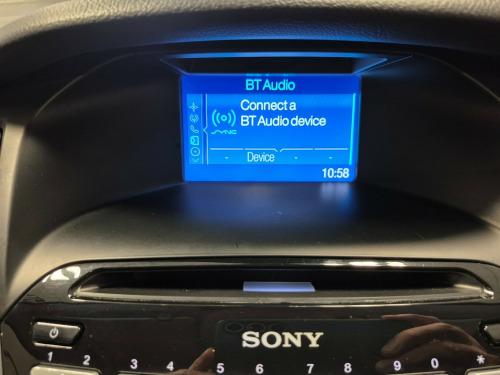 BT Audio
Connect a
BT Audio device
SYNC
- Device - -
10:58
SONY
1 2 3 4 5 6 7 8 9 0 *